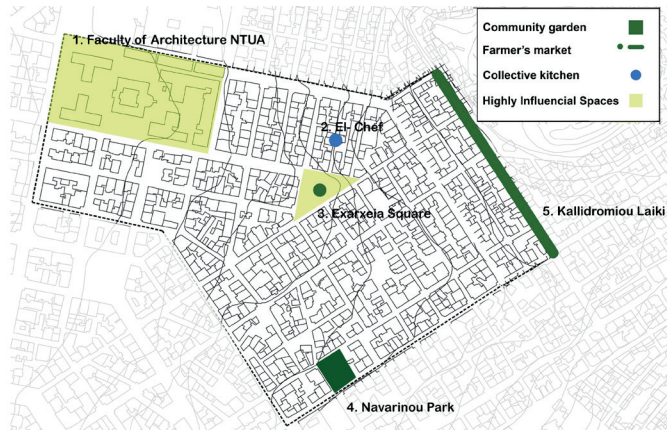 1. Faculty of Architecture NTUA
Community garden
Farmer's market
Collective kitchen
Highly Influencial Spaces
2. El- Chef
3. Exarxeia Square
5. Kallidromiou Laiki
4. Navarinou Park